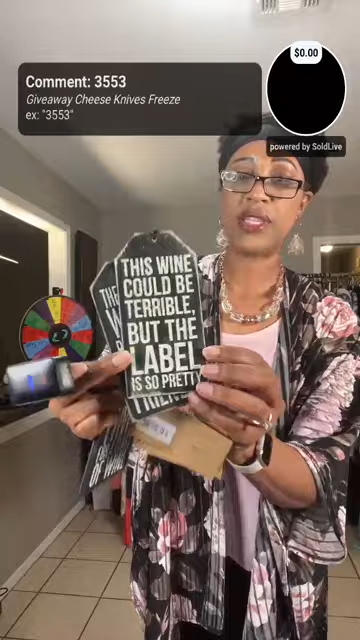 $0.00
Comment: 3553
Giveaway Cheese Knives Freeze
ex: "3553"
powered by SoldLive
THIS WINE
COULD BE
TERRIBLE,
BUT THE
LABEL
IS SO PRETTY
THE